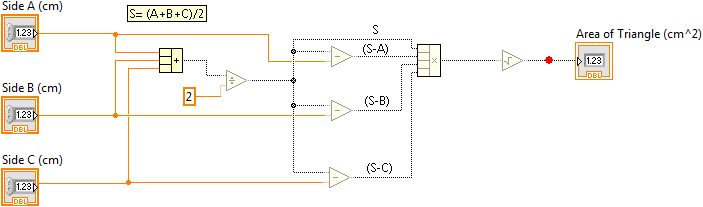 Side A (cm)
S= (A+B+C)/2
1.23
DBL
S
(S-A)
Area of Triangle (cm^2)
1.23
DBL
+
÷
−
×
√
Side B (cm)
1.23
DBL
2
(S-B)
−
Side C (cm)
1.23
DBL
(S-C)
−